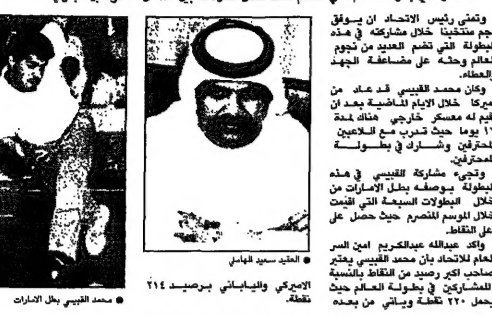 وتمنى رئيس الاتحاد ان يوفق
نجم منتخبنا خلال مشاركته في هذه
البطولة التي تضم العديد من نجوم
العالم وحثه على مضاعفة الجهد
والعطاء.
وكان محمد القبيسي قد عاد من
اميركا خلال الايام الماضية بعد ان
اقيم له معسكر خارجي هناك لمدة
يوما حيث تدرب مع اللاعبين
المحترفين وشارك في بطولة
المحترفين.
وتجيء مشاركة القبيسي في هذه
البطولة بوصفه بطل الامارات من
خلال البطولات السبعة التي اقيمت
خلال الموسم المنصرم حيث حصل على
اعلى النقاط.
واكد عبدالله عبدالكريم امين السر
العام للاتحاد بأن محمد القبيسي يعتبر
صاحب اكبر رصيد من النقاط بالنسبة
للمشاركين في بطولة العالم حيث
يحمل ٢٢٠ نقطة وياتي من بعده
● العقيد سعيد الهاملي
الاميركي والياباني برصيد ٢١٤
نقطة.
● محمد القبيسي بطل الامارات